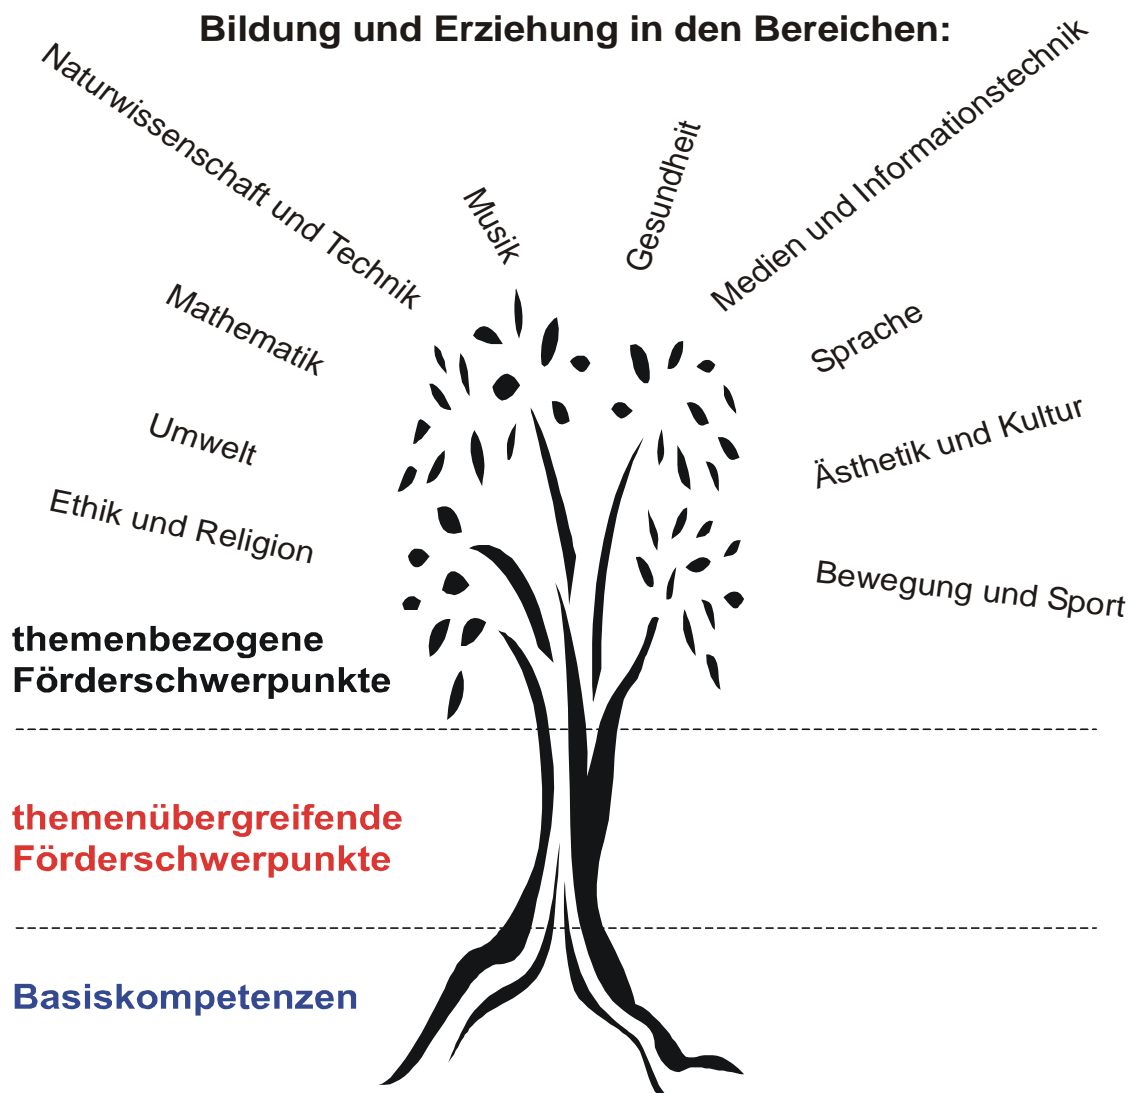 Bildung und Erziehung in den Bereichen:
Naturwissenschaft und Technik
Musik
Gesundheit
Medien und Informationstechnik
Mathematik
Sprache
Umwelt
Ästhetik und Kultur
Ethik und Religion
Bewegung und Sport
themenbezogene
Förderschwerpunkte
themenübergreifende
Förderschwerpunkte
Basiskompetenzen